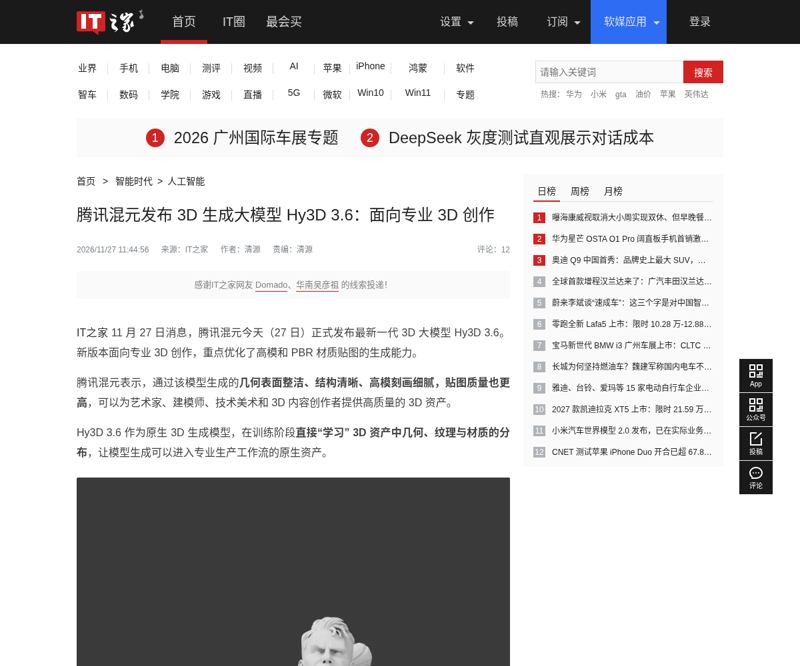 IT之家
首页 IT圈 最会买 设置 投稿 订阅 软媒应用 登录
业界 手机 电脑 测评 视频 AI 苹果 iPhone 鸿蒙 软件
智车 数码 学院 游戏 直播 5G 微软 Win10 Win11 专题
请输入关键词 搜索
热搜: 华为 小米 gta 油价 苹果 英伟达
1 2026 广州国际车展专题 2 DeepSeek 灰度测试直观展示对话成本
首页 > 智能时代 > 人工智能
腾讯混元发布 3D 生成大模型 Hy3D 3.6：面向专业 3D 创作
2026/11/27 11:44:56 来源：IT之家 作者：清源 责编：清源 评论：12
感谢IT之家网友 Domado、华南吴彦祖 的线索投递！
IT之家 11 月 27 日消息，腾讯混元今天（27 日）正式发布最新一代 3D 大模型 Hy3D 3.6。
新版本面向专业 3D 创作，重点优化了高模和 PBR 材质贴图的生成能力。
腾讯混元表示，通过该模型生成的几何表面整洁、结构清晰、高模刻画细腻，贴图质量也更
高，可以为艺术家、建模师、技术美术和 3D 内容创作者提供高质量的 3D 资产。
Hy3D 3.6 作为原生 3D 生成模型，在训练阶段直接“学习” 3D 资产中几何、纹理与材质的分
布，让模型生成可以进入专业生产工作流的原生资产。
日榜 周榜 月榜
1 曝海康威视取消大小周实现双休、但早晚餐...
2 华为星芒 OSTA O1 Pro 阔直板手机首销激...
3 奥迪 Q9 中国首秀：品牌史上最大 SUV，...
4 全球首款增程汉兰达来了：广汽丰田汉兰达...
5 蔚来李斌谈“速成车”：这三个字是对中国智...
6 零跑全新 Lafa5 上市：限时 10.28 万-12.88...
7 宝马新世代 BMW i3 广州车展上市：CLTC ...
8 长城为何坚持燃油车？魏建军称国内电车不...
9 雅迪、台铃、爱玛等 15 家电动自行车企业...
10 2027 款凯迪拉克 XT5 上市：限时 21.59 万...
11 小米汽车世界模型 2.0 发布，已在实际业务...
12 CNET 测试苹果 iPhone Duo 开合已超 67.8...
App
公众号
投稿
评论